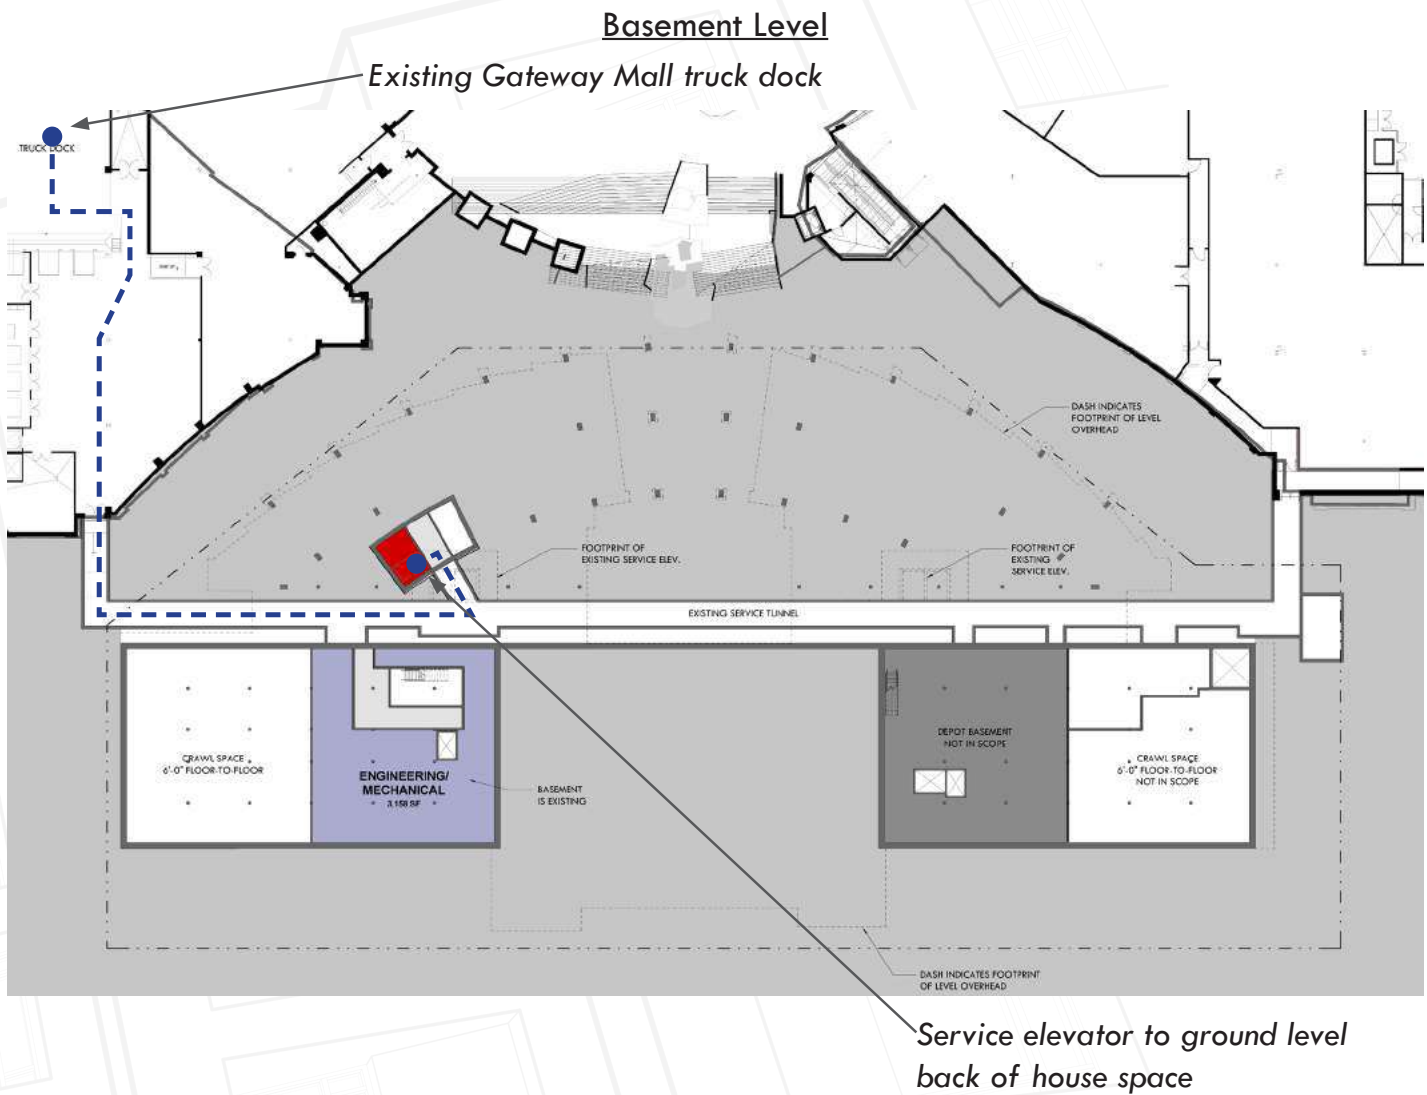 Basement Level
Existing Gateway Mall truck dock
TRUCK DOCK
DASH INDICATES
FOOTPRINT OF LEVEL
OVERHEAD
FOOTPRINT OF
EXISTING SERVICE ELEV.
FOOTPRINT OF
EXISTING
SERVICE ELEV.
EXISTING SERVICE TUNNEL
CRAWL SPACE
6'-0" FLOOR-TO-FLOOR
ENGINEERING/
MECHANICAL
3,158 SF
BASEMENT
IS EXISTING
DEPOT BASEMENT
NOT IN SCOPE
CRAWL SPACE
6'-0" FLOOR-TO-FLOOR
NOT IN SCOPE
DASH INDICATES FOOTPRINT
OF LEVEL OVERHEAD
Service elevator to ground level
back of house space